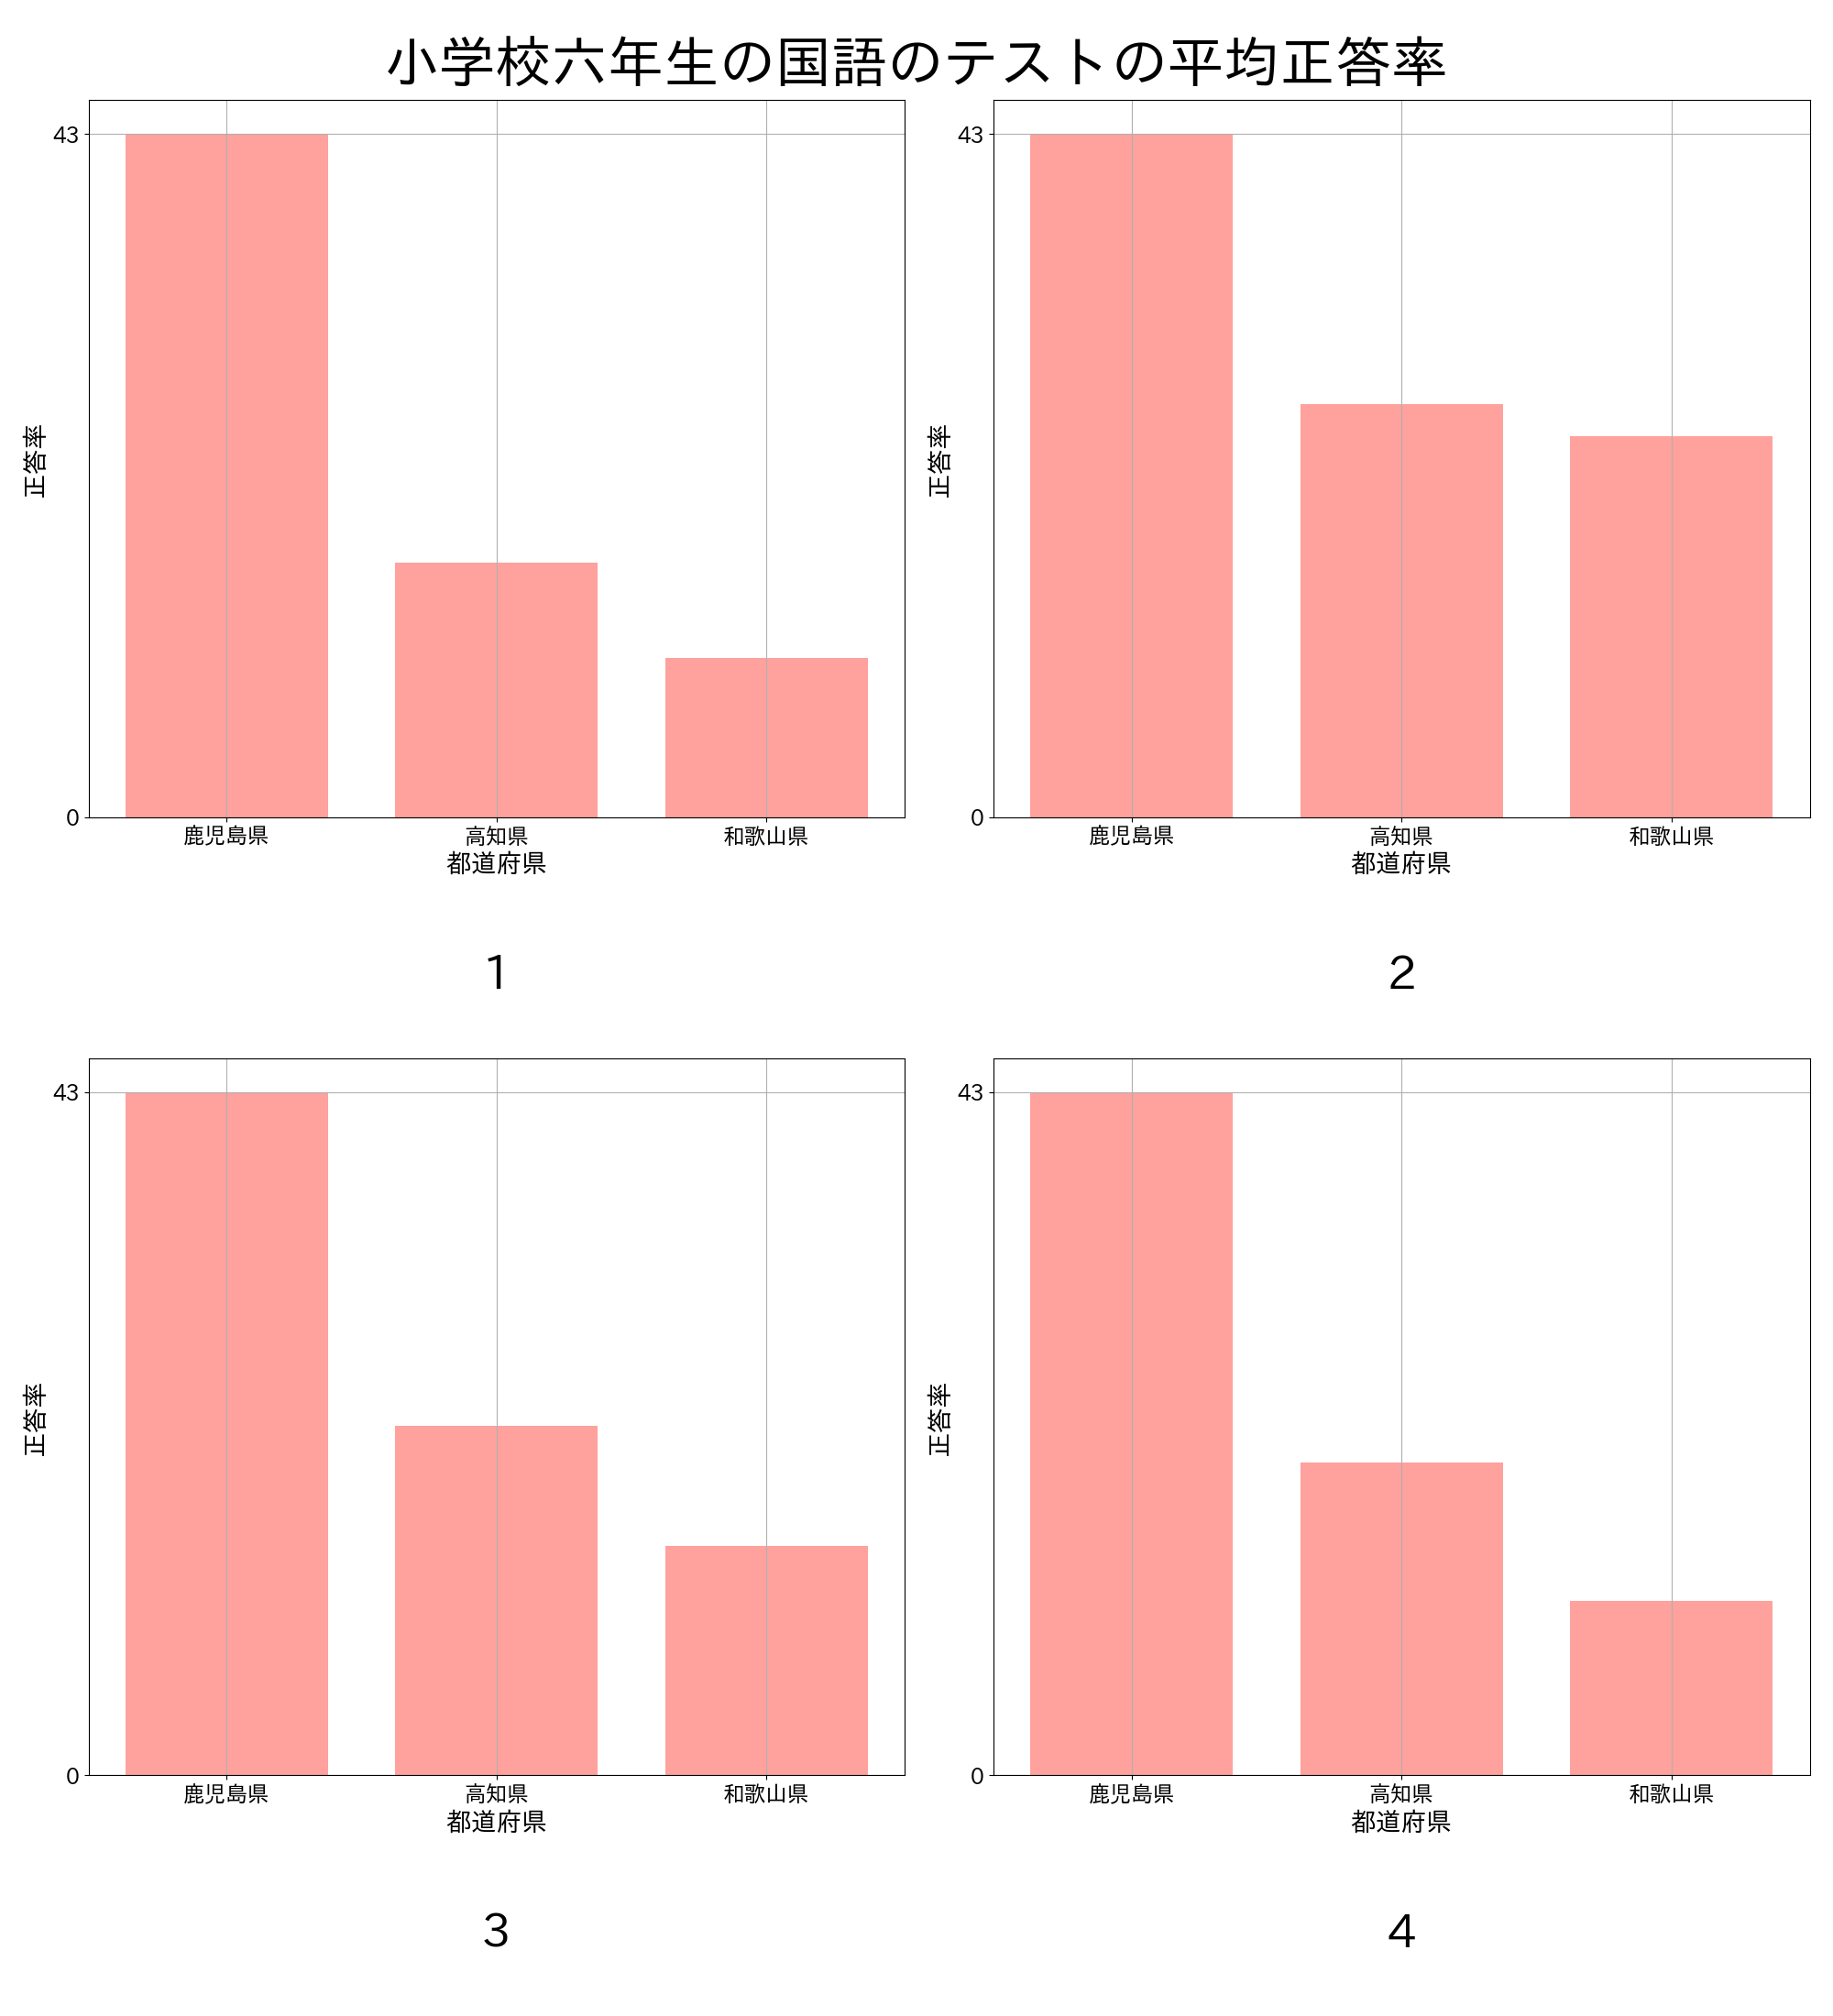 小学校六年生の国語のテストの平均正答率
43
0
正答率
鹿児島県 高知県 和歌山県
都道府県
1
43
0
正答率
鹿児島県 高知県 和歌山県
都道府県
2
43
0
正答率
鹿児島県 高知県 和歌山県
都道府県
3
43
0
正答率
鹿児島県 高知県 和歌山県
都道府県
4